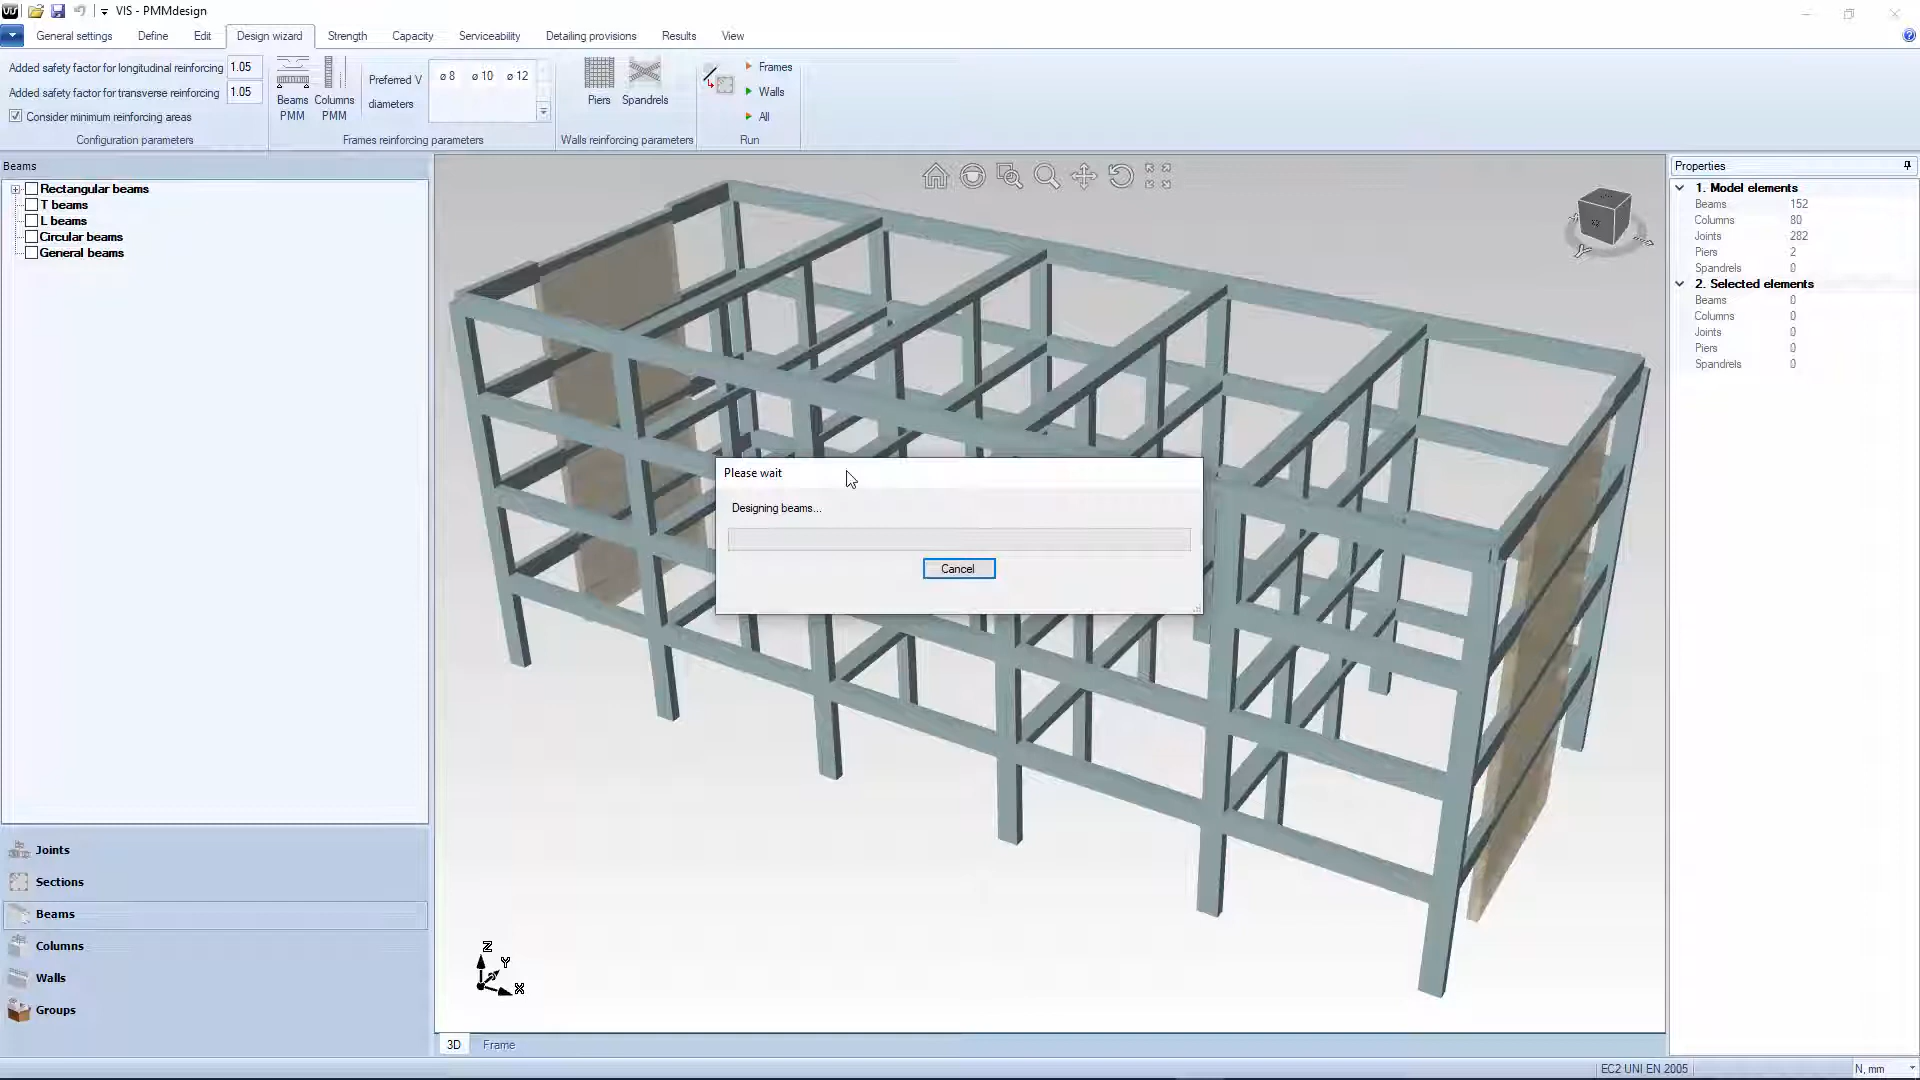 VIS - PMMdesign
General settings Define Edit Design wizard Strength Capacity Serviceability Detailing provisions Results View
Added safety factor for longitudinal reinforcing 1.05
Added safety factor for transverse reinforcing 1.05
Consider minimum reinforcing areas
Configuration parameters
Beams PMM
Columns PMM
Preferred V diameters
ø 8 ø 10 ø 12
Frames reinforcing parameters
Piers Spandrels
Walls reinforcing parameters
Frames
Walls
All
Run
Beams
Rectangular beams
T beams
L beams
Circular beams
General beams
Joints
Sections
Beams
Columns
Walls
Groups
Please wait
Designing beams...
Cancel
Z
Y
X
Y
3D Frame
Properties
1. Model elements
Beams 152
Columns 80
Joints 282
Piers 2
Spandrels 0
2. Selected elements
Beams 0
Columns 0
Joints 0
Piers 0
Spandrels 0
EC2 UNI EN 2005 N, mm